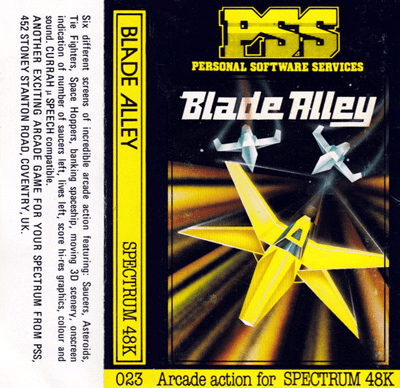 Six different screens of incredible arcade action featuring: Saucers, Asteroids,
Tie Fighters, Space Hoppers, banking spaceship, moving 3D scenery, onscreen
indication of number of saucers left, lives left, score hi-res graphics, colour and
sound. CURRAH μ SPEECH compatible.
ANOTHER EXCITING ARCADE GAME FOR YOUR SPECTRUM FROM PSS,
452 STONEY STANTON ROAD, COVENTRY, UK.
BLADE ALLEY
SPECTRUM 48K
023
PSS
PERSONAL SOFTWARE SERVICES
Blade Alley
Arcade action for SPECTRUM 48K